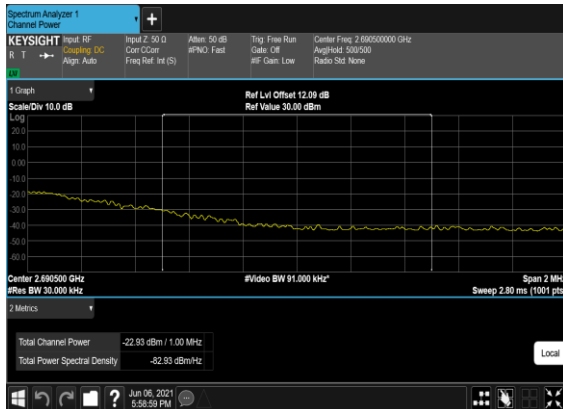 Spectrum Analyzer 1
Channel Power
+
KEYSIGHT Input: RF Input Z: 50 Ω Atten: 50 dB Trig: Free Run Center Freq: 2.690500000 GHz
R T Coupling: DC Corr CCorr #PNO: Fast Gate: Off Avg|Hold: 500/500
Align: Auto Freq Ref: Int (S) #IF Gain: Low Radio Std: None
1 Graph
Ref Lvl Offset 12.09 dB
Scale/Div 10.0 dB Ref Value 30.00 dBm
Log
20.0
10.0
0.00
-10.0
-20.0
-30.0
-40.0
-50.0
-60.0
Center 2.690500 GHz #Video BW 91.000 kHz* Span 2 MHz
#Res BW 30.000 kHz Sweep 2.80 ms (1001 pts
2 Metrics
Total Channel Power -22.93 dBm / 1.00 MHz
Total Power Spectral Density -82.93 dBm/Hz
Local
? Jun 06, 2021
5:58:59 PM